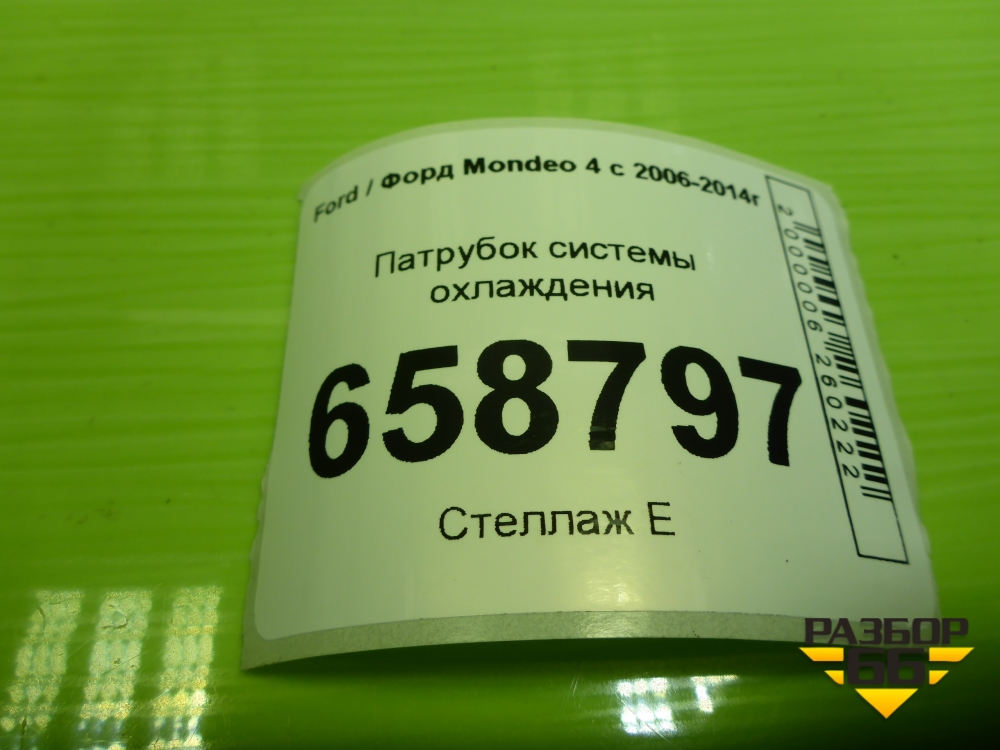 Ford / Форд Mondeo 4 с 2006-2014г
Патрубок системы
охлаждения
658797
Стеллаж Е
2000006260222
РАЗБОР
66